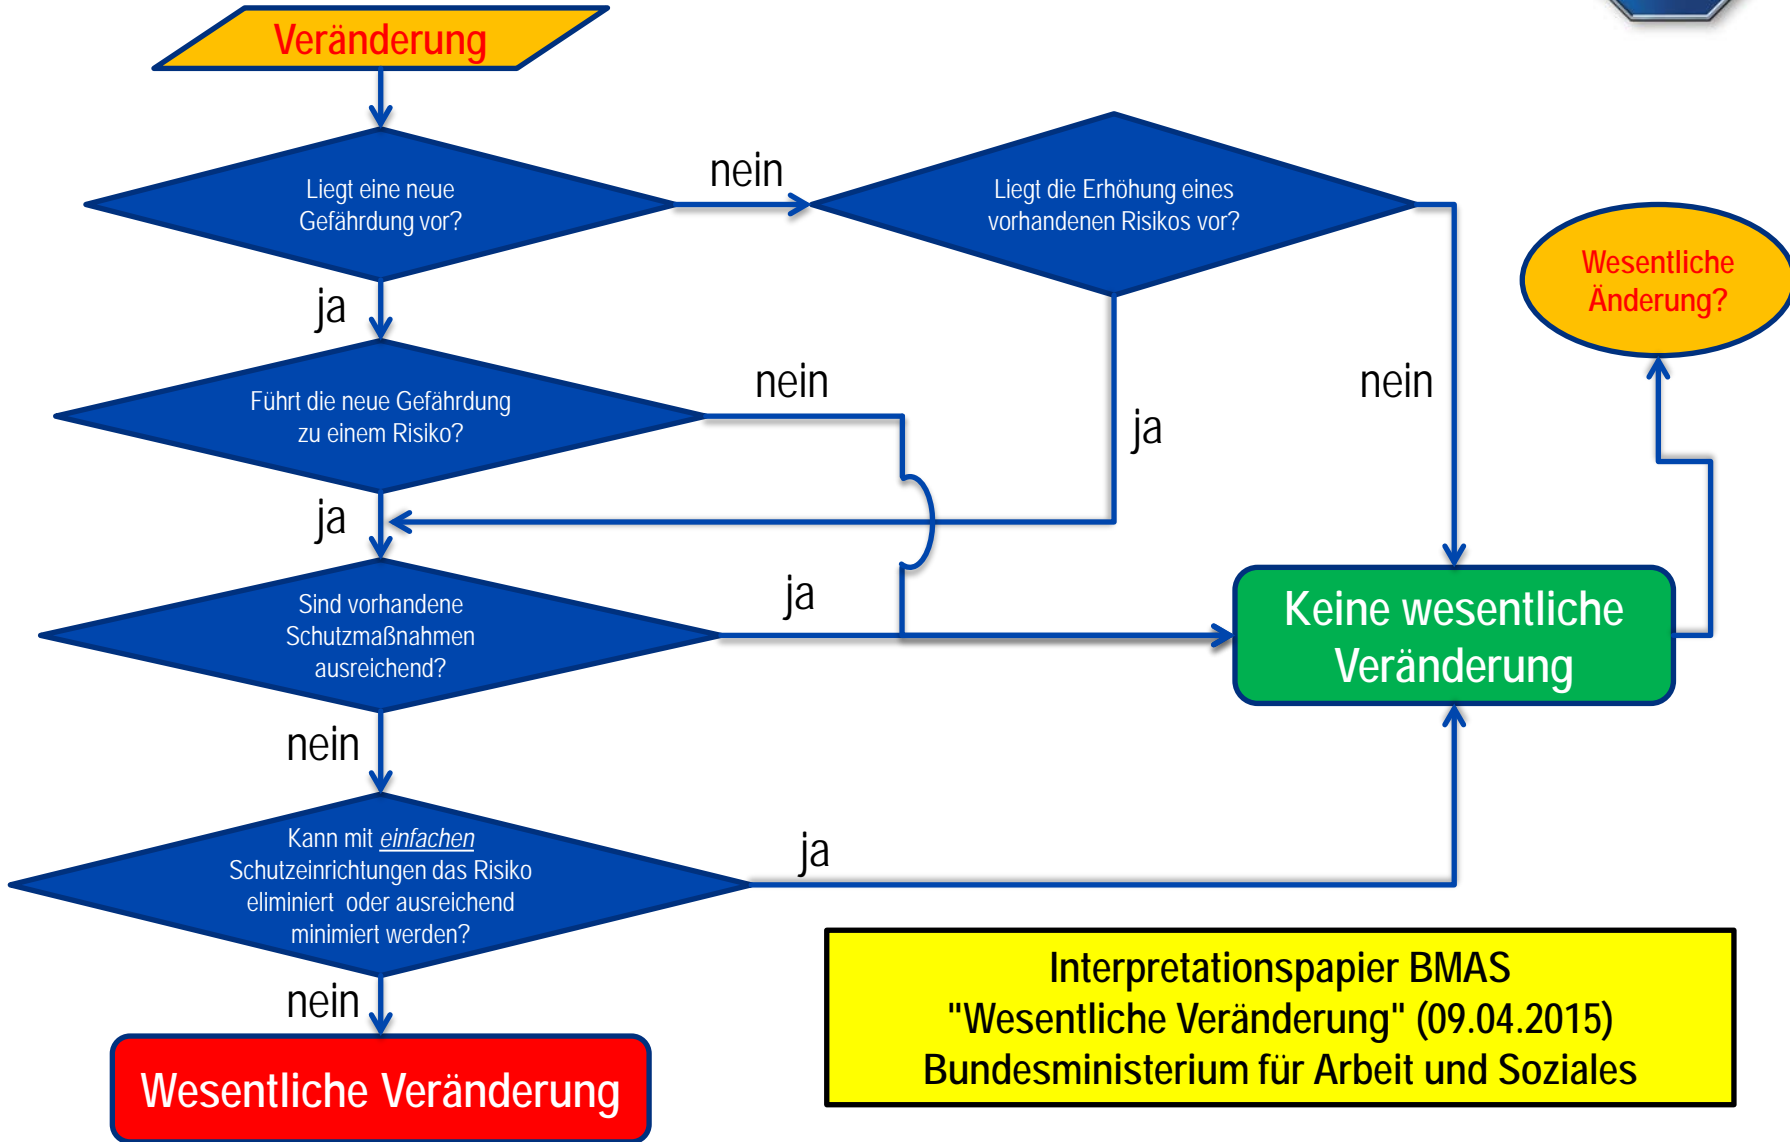 Veränderung
Liegt eine neue
Gefährdung vor?
nein
Liegt die Erhöhung eines
vorhandenen Risikos vor?
Wesentliche
Änderung?
ja
nein
nein
Führt die neue Gefährdung
zu einem Risiko?
ja
ja
Sind vorhandene
Schutzmaßnahmen
ausreichend?
ja
Keine wesentliche
Veränderung
nein
Kann mit einfachen
Schutzeinrichtungen das Risiko
eliminiert oder ausreichend
minimiert werden?
ja
nein
Wesentliche Veränderung
Interpretationspapier BMAS
"Wesentliche Veränderung" (09.04.2015)
Bundesministerium für Arbeit und Soziales